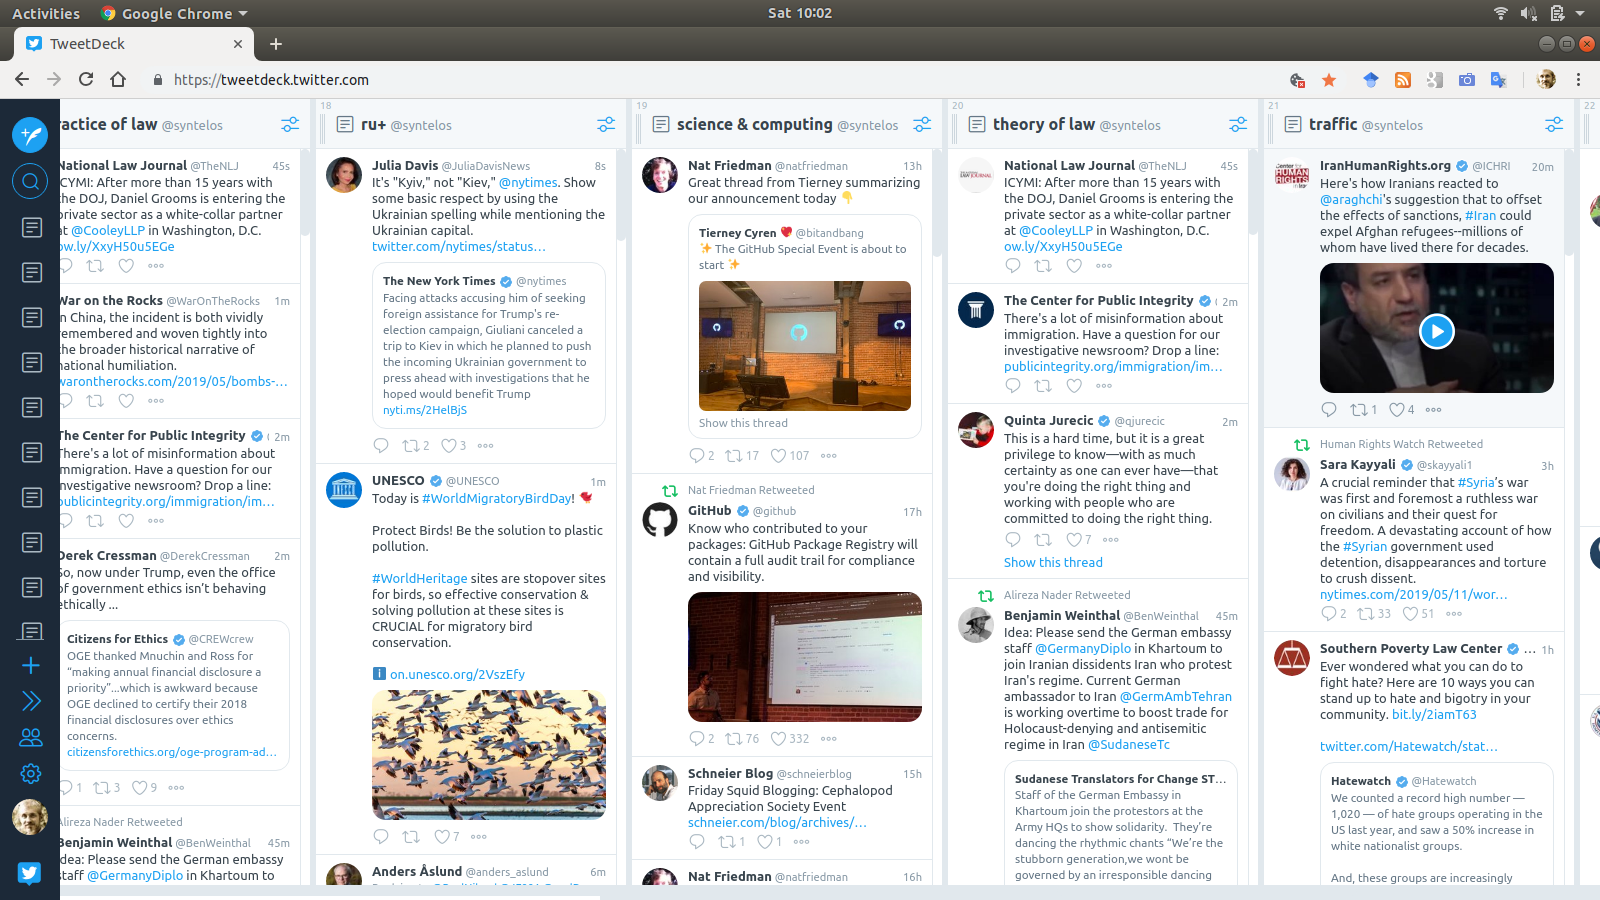 Activities
Google Chrome
Sat 10:02
TweetDeck
https://tweetdeck.twitter.com
ractice of law @syntelos
National Law Journal @TheNLJ 45s
ICYMI: After more than 15 years with
the DOJ, Daniel Grooms is entering the
private sector as a white-collar partner
at @CooleyLLP in Washington, D.C.
ow.ly/XxyH50u5EGe
War on the Rocks @WarOnTheRocks 1m
In China, the incident is both vividly
remembered and woven tightly into
the broader historical narrative of
national humiliation.
warontherocks.com/2019/05/bombs-...
The Center for Public Integrity 2m
There's a lot of misinformation about
immigration. Have a question for our
investigative newsroom? Drop a line:
publicintegrity.org/immigration/im...
Derek Cressman @DerekCressman 2m
So, now under Trump, even the office
of government ethics isn't behaving
ethically ...
Citizens for Ethics @CREWcrew
OGE thanked Mnuchin and Ross for
"making annual financial disclosure a
priority"...which is awkward because
OGE declined to certify their 2018
financial disclosures over ethics
concerns.
citizensforethics.org/oge-program-ad...
1 3 9
Alireza Nader Retweeted
Benjamin Weinthal @BenWeinthal 45m
Idea: Please send the German embassy
staff @GermanyDiplo in Khartoum to
18
ru+ @syntelos
Julia Davis @JuliaDavisNews 8s
It's "Kyiv," not "Kiev," @nytimes. Show
some basic respect by using the
Ukrainian spelling while mentioning the
Ukrainian capital.
twitter.com/nytimes/status...
The New York Times @nytimes
Facing attacks accusing him of seeking
foreign assistance for Trump's re-
election campaign, Giuliani canceled a
trip to Kiev in which he planned to push
the incoming Ukrainian government to
press ahead with investigations that he
hoped would benefit Trump
nyti.ms/2HelBjS
2 3
UNESCO @UNESCO 1m
Today is #WorldMigratoryBirdDay!
Protect Birds! Be the solution to plastic
pollution.
#WorldHeritage sites are stopover sites
for birds, so effective conservation &
solving pollution at these sites is
CRUCIAL for migratory bird
conservation.
on.unesco.org/2VszEfy
7
Anders Åslund @anders_aslund 6m
19
science & computing @syntelos
Nat Friedman @natfriedman 13h
Great thread from Tierney summarizing
our announcement today 👇
Tierney Cyren ❤️ @bitandbang
✨ The GitHub Special Event is about to
start ✨
Show this thread
2 17 107
Nat Friedman Retweeted
GitHub @github 17h
Know who contributed to your
packages: GitHub Package Registry will
contain a full audit trail for compliance
and visibility.
2 76 332
Schneier Blog @schneierblog 15h
Friday Squid Blogging: Cephalopod
Appreciation Society Event
schneier.com/blog/archives/...
1 1
Nat Friedman @natfriedman 16h
20
theory of law @syntelos
National Law Journal @TheNLJ 45s
ICYMI: After more than 15 years with
the DOJ, Daniel Grooms is entering the
private sector as a white-collar partner
at @CooleyLLP in Washington, D.C.
ow.ly/XxyH50u5EGe
The Center for Public Integrity 2m
There's a lot of misinformation about
immigration. Have a question for our
investigative newsroom? Drop a line:
publicintegrity.org/immigration/im...
Quinta Jurecic @qjurecic 2m
This is a hard time, but it is a great
privilege to know—with as much
certainty as one can ever have—that
you're doing the right thing and
working with people who are
committed to doing the right thing.
7
Show this thread
Alireza Nader Retweeted
Benjamin Weinthal @BenWeinthal 45m
Idea: Please send the German embassy
staff @GermanyDiplo in Khartoum to
join Iranian dissidents Iran who protest
Iran's regime. Current German
ambassador to Iran @GermAmbTehran
is working overtime to boost trade for
Holocaust-denying and antisemitic
regime in Iran @SudaneseTc
Sudanese Translators for Change ST...
Staff of the German Embassy in
Khartoum join the protestors at the
Army HQs to show solidarity. They're
dancing the rhythmic chants "We're the
stubborn generation,we wont be
governed by an irresponsible dancing
21
traffic @syntelos
IranHumanRights.org @ICHRI 20m
Here's how Iranians reacted to
@araghchi's suggestion that to offset
the effects of sanctions, #Iran could
expel Afghan refugees--millions of
whom have lived there for decades.
1 4
Human Rights Watch Retweeted
Sara Kayyali @skayyali1 3h
A crucial reminder that #Syria's war
was first and foremost a ruthless war
on civilians and their quest for
freedom. A devastating account of how
the #Syrian government used
detention, disappearances and torture
to crush dissent.
nytimes.com/2019/05/11/wor...
2 33 51
Southern Poverty Law Center ... 1h
Ever wondered what you can do to
fight hate? Here are 10 ways you can
stand up to hate and bigotry in your
community. bit.ly/2iamT63
twitter.com/Hatewatch/stat...
Hatewatch @Hatewatch
We counted a record high number —
1,020 — of hate groups operating in the
US last year, and saw a 50% increase in
white nationalist groups.
And, these groups are increasingly
22